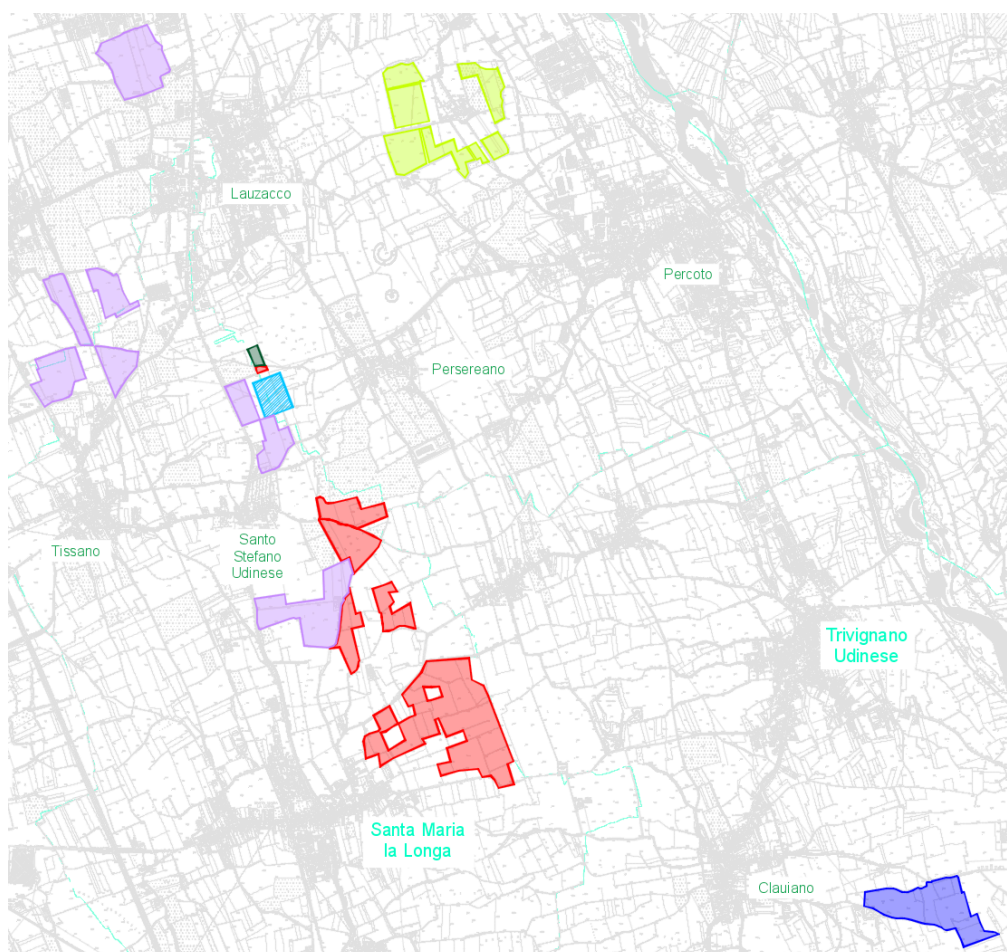 Lauzacco
Percoto
Persereano
Santo
Stefano
Udinese
Tissano
Trivignano
Udinese
Santa Maria
la Longa
Clauiano